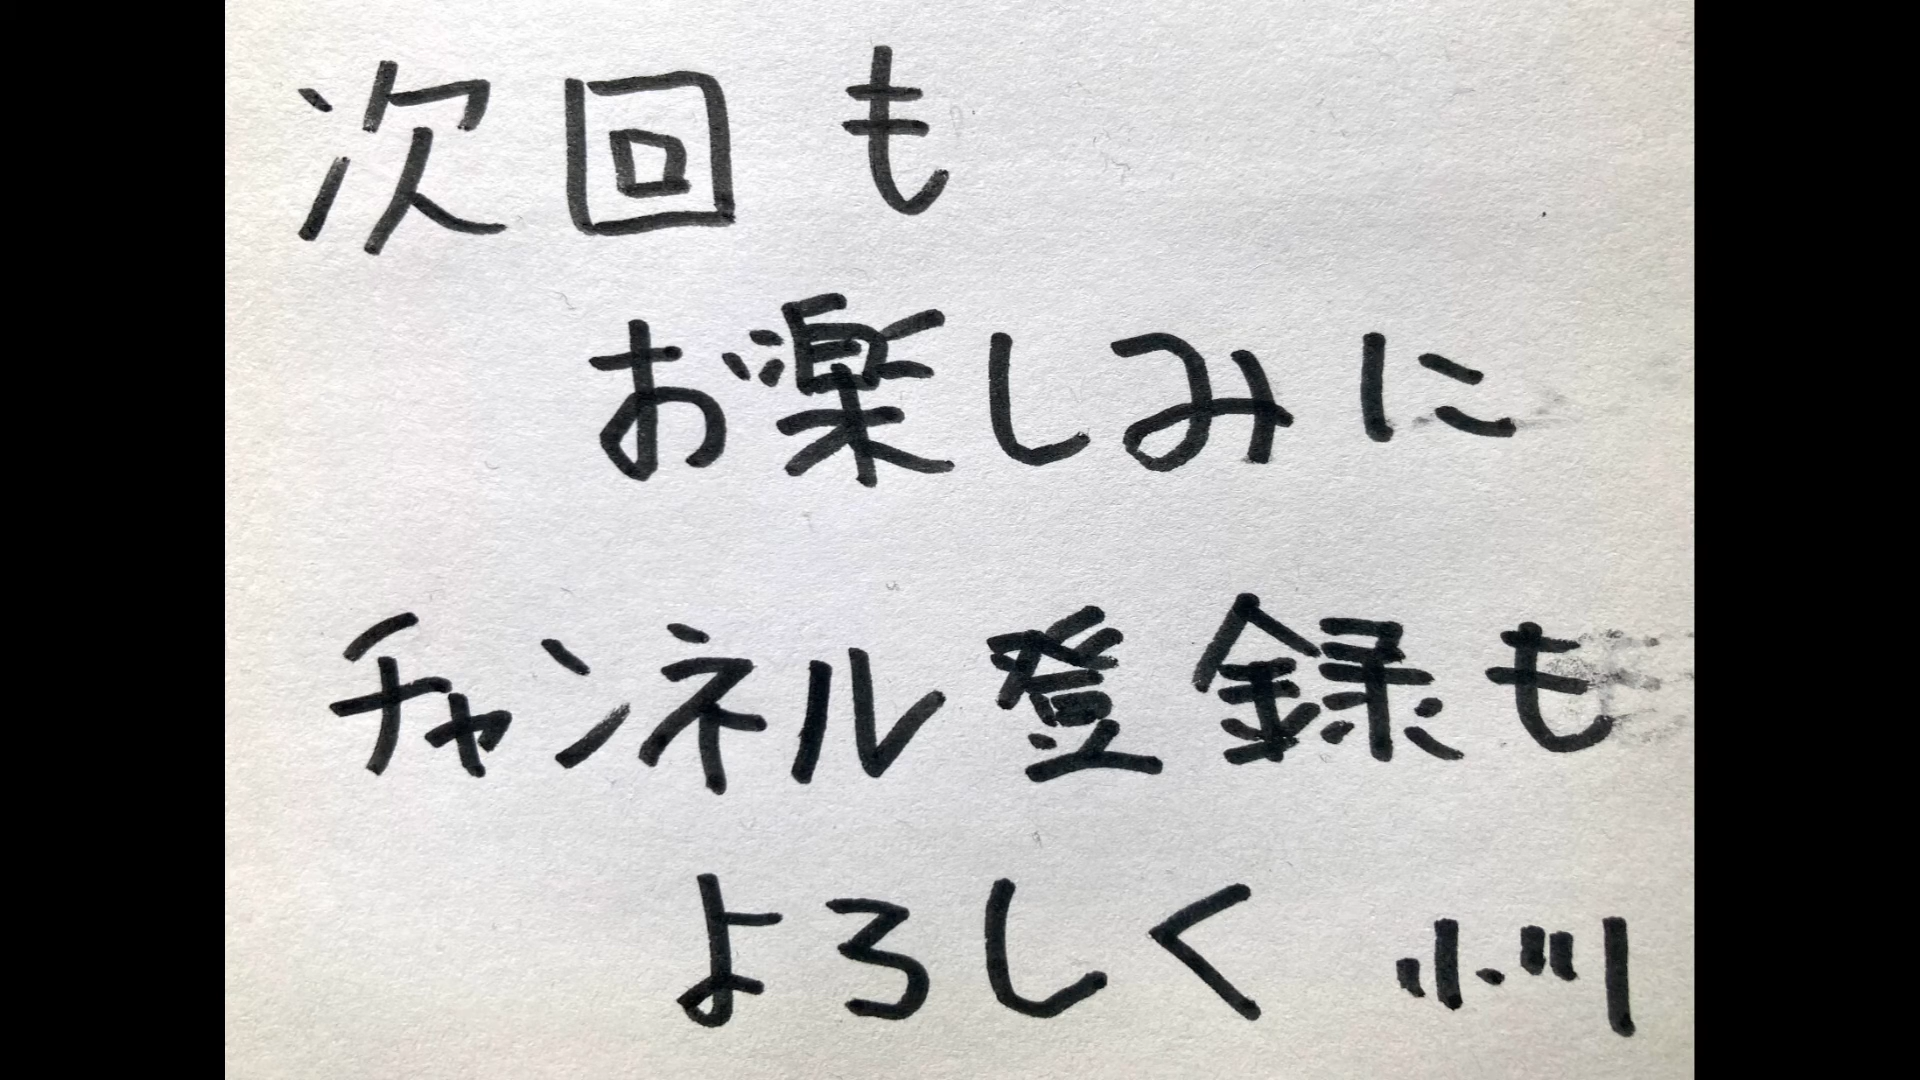 次回も
お楽しみに
チャンネル登録も
よろしく 小川